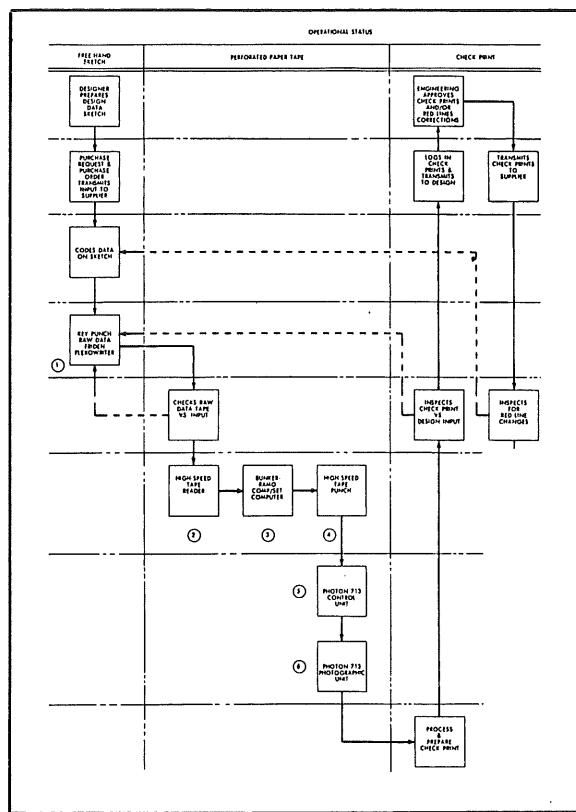 OPERATIONAL STATUS
FREE-HAND
SKETCH
PERFORATED PAPER TAPE
CHECK PRINT
DESIGNER
PREPARES
DESIGN
DATA
SKETCH
ENGINEERING
APPROVES
CHECK PRINTS
AND/OR
RED LINES
CORRECTIONS
PURCHASE
REQUEST &
PURCHASE
ORDER
TRANSMITS
INPUT TO
SUPPLIER
LOGS IN
CHECK
PRINTS &
TRANSMITS
TO DESIGN
TRANSMITS
CHECK PRINTS
TO
SUPPLIER
CODES DATA
ON SKETCH
KEY PUNCH
RAW DATA
FRIDEN
FLEXOWRITER
1
CHECKS RAW
DATA TAPE
VS INPUT
INSPECTS
CHECK PRINT
VS
DESIGN INPUT
INSPECTS
FOR
RED LINE
CHANGES
HIGH SPEED
TAPE
READER
BUNKER-
RAMO
COMP/SET
COMPUTER
HIGH SPEED
TAPE
PUNCH
2
3
4
5
PHOTON 713
CONTROL
UNIT
6
PHOTON 713
PHOTOGRAPHIC
UNIT
PROCESS
&
PREPARE
CHECK PRINT